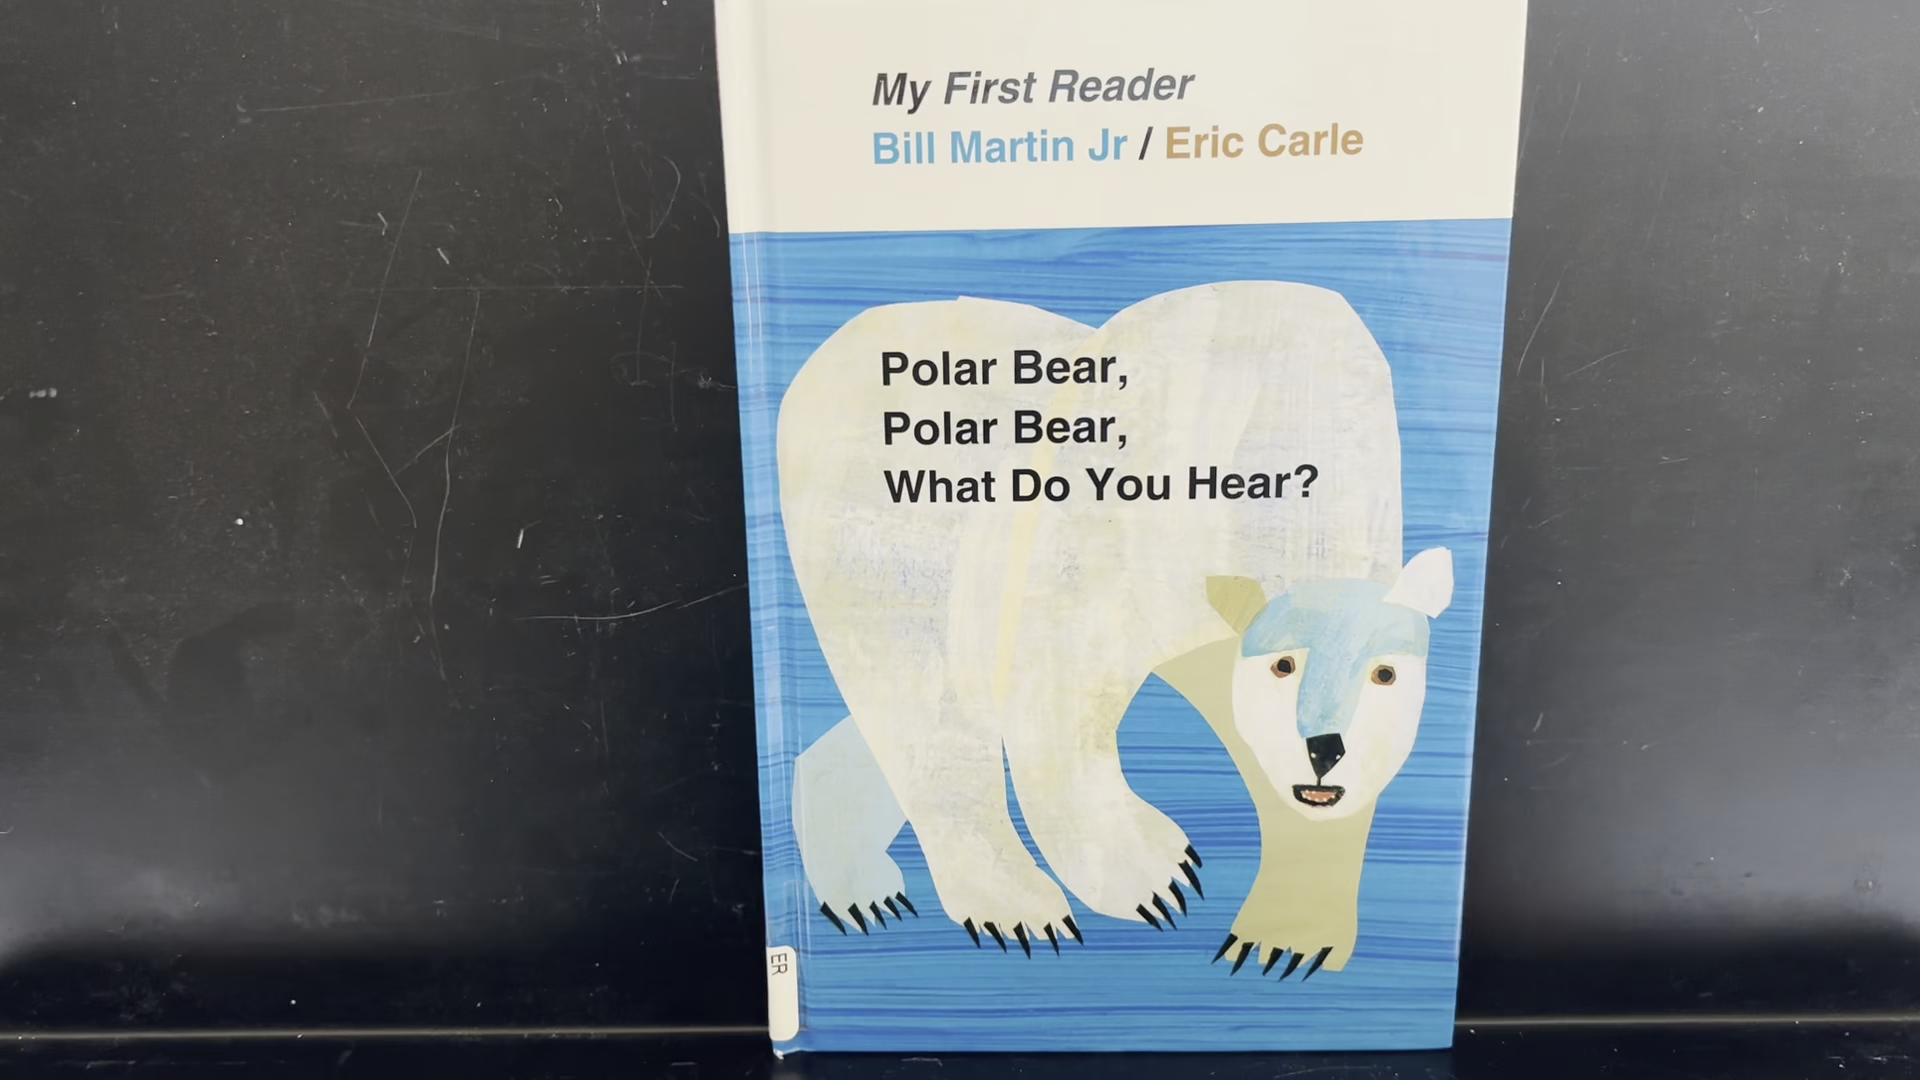 My First Reader
Bill Martin Jr / Eric Carle
Polar Bear,
Polar Bear,
What Do You Hear?
ER